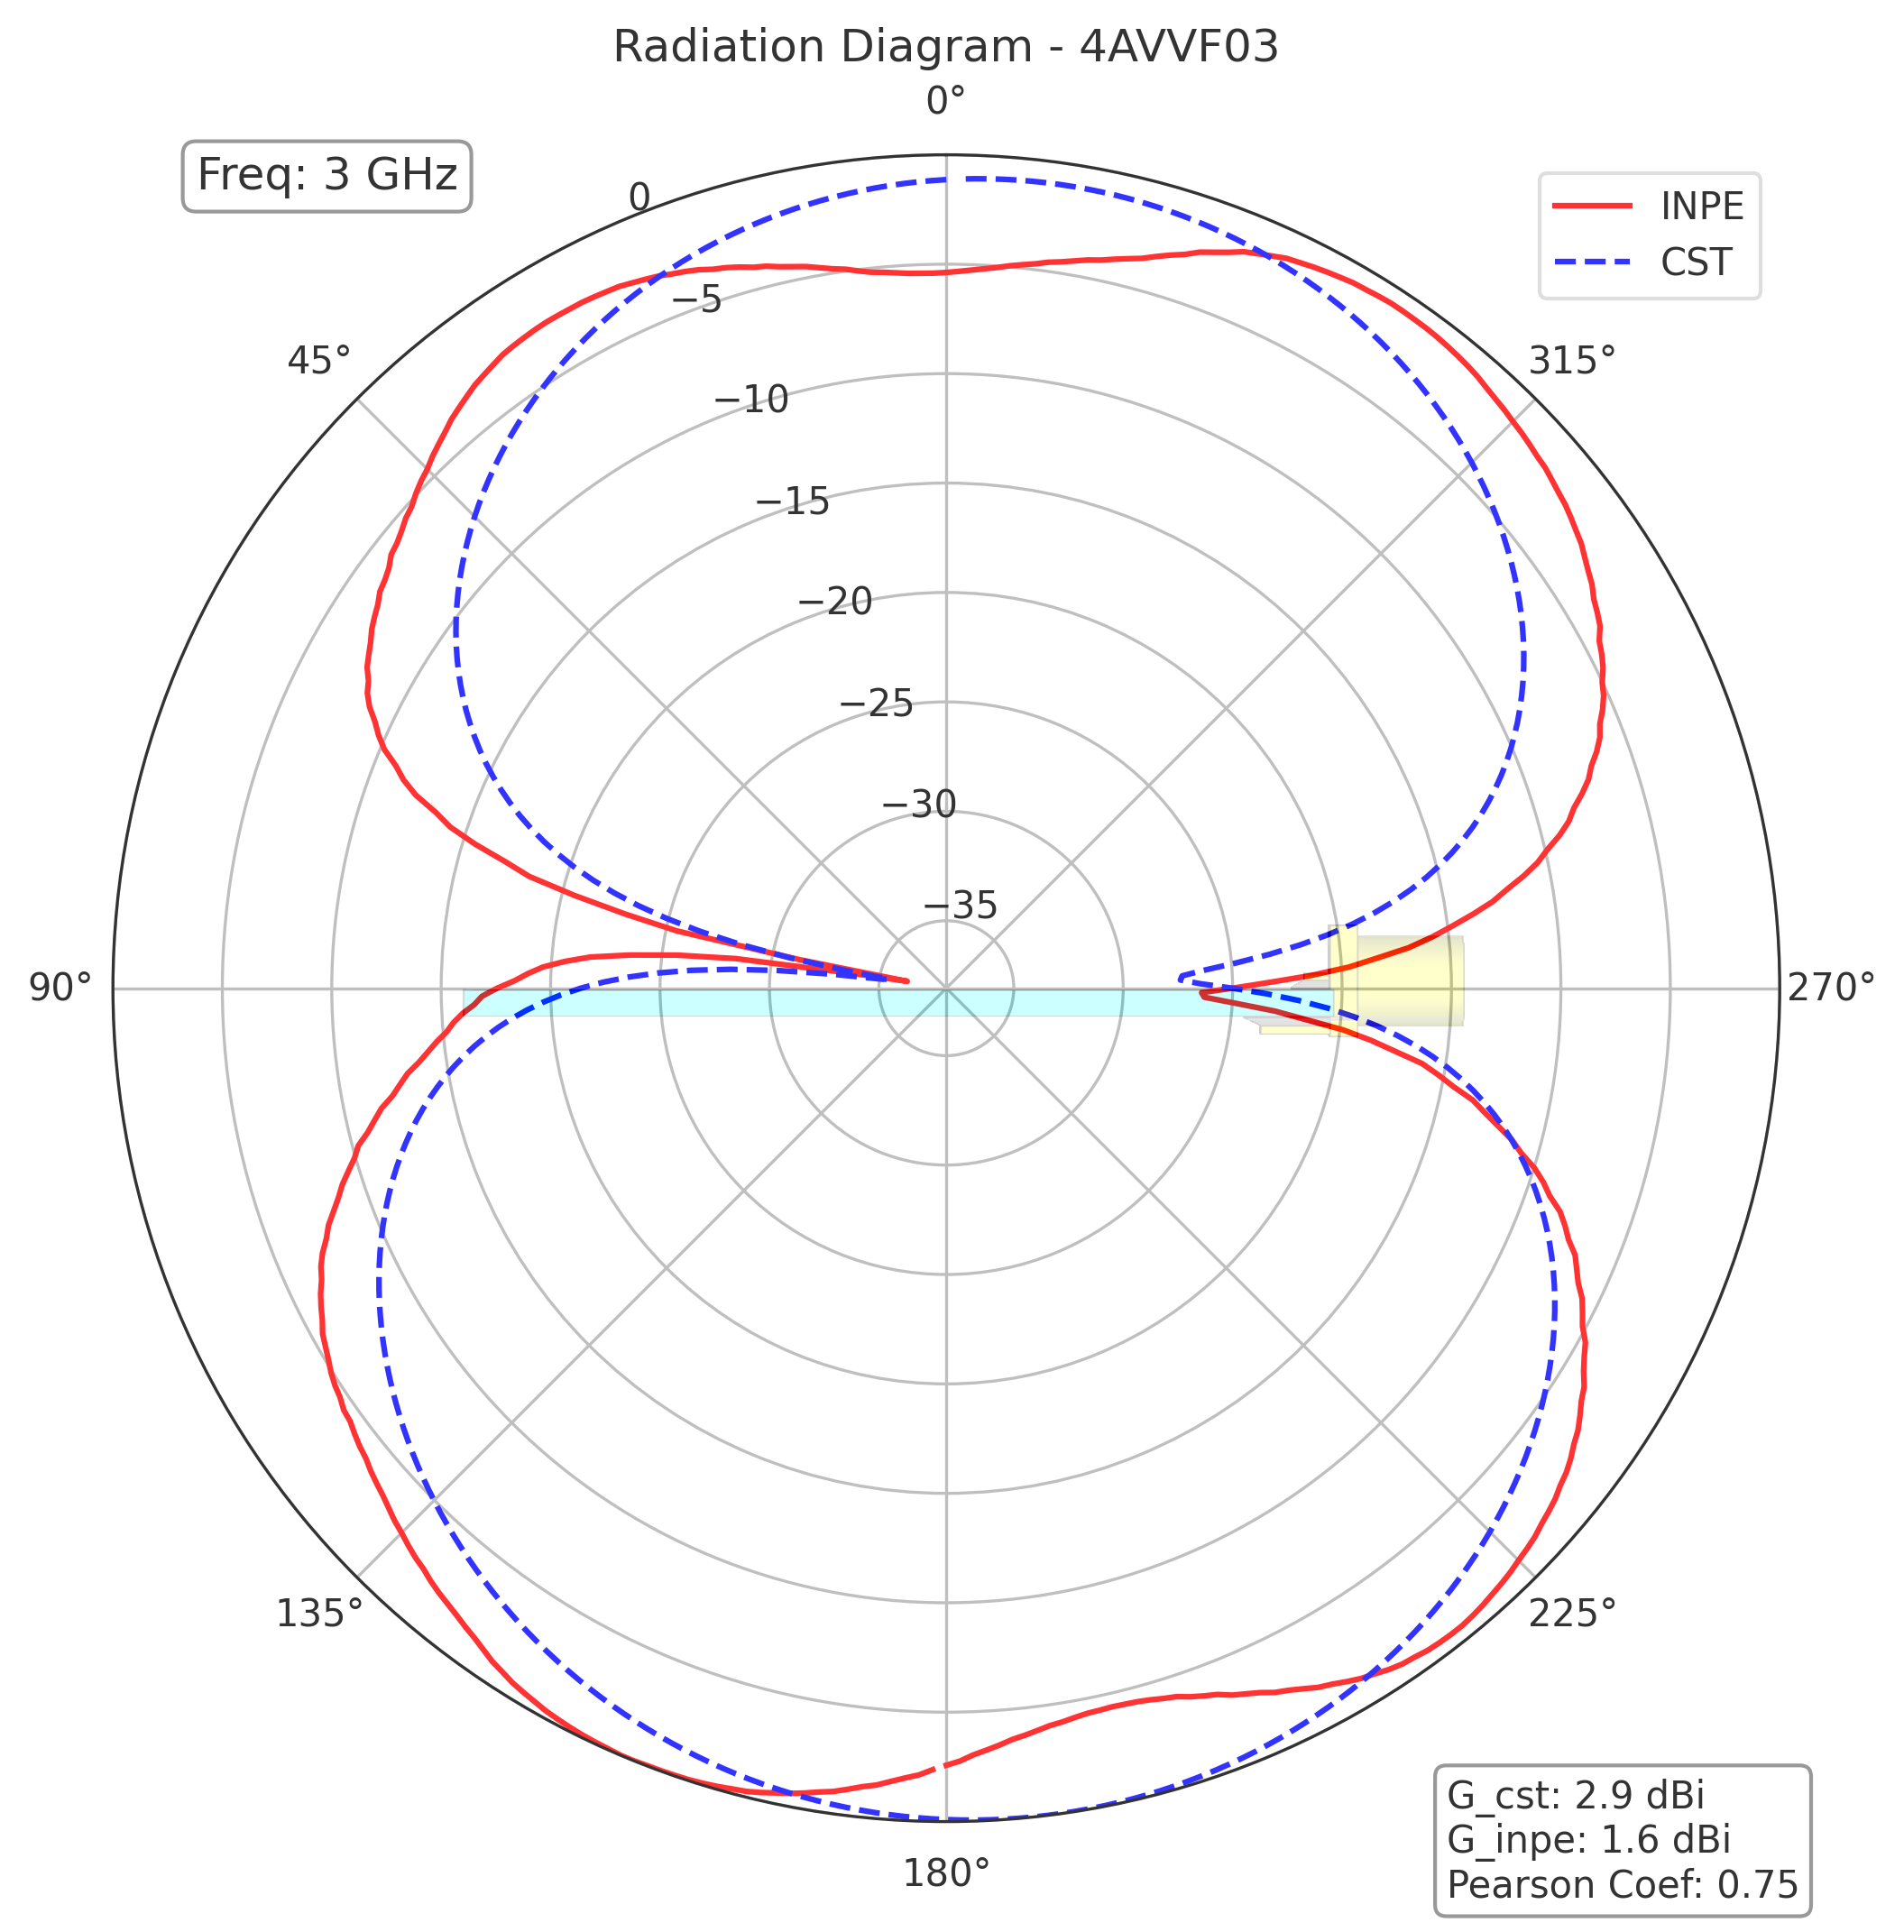 Radiation Diagram - 4AVVF03
0°
Freq: 3 GHz
0
INPE
CST
−5
45°
315°
−10
−15
−20
−25
−30
−35
90°
270°
135°
225°
180°
G_cst: 2.9 dBi
G_inpe: 1.6 dBi
Pearson Coef: 0.75